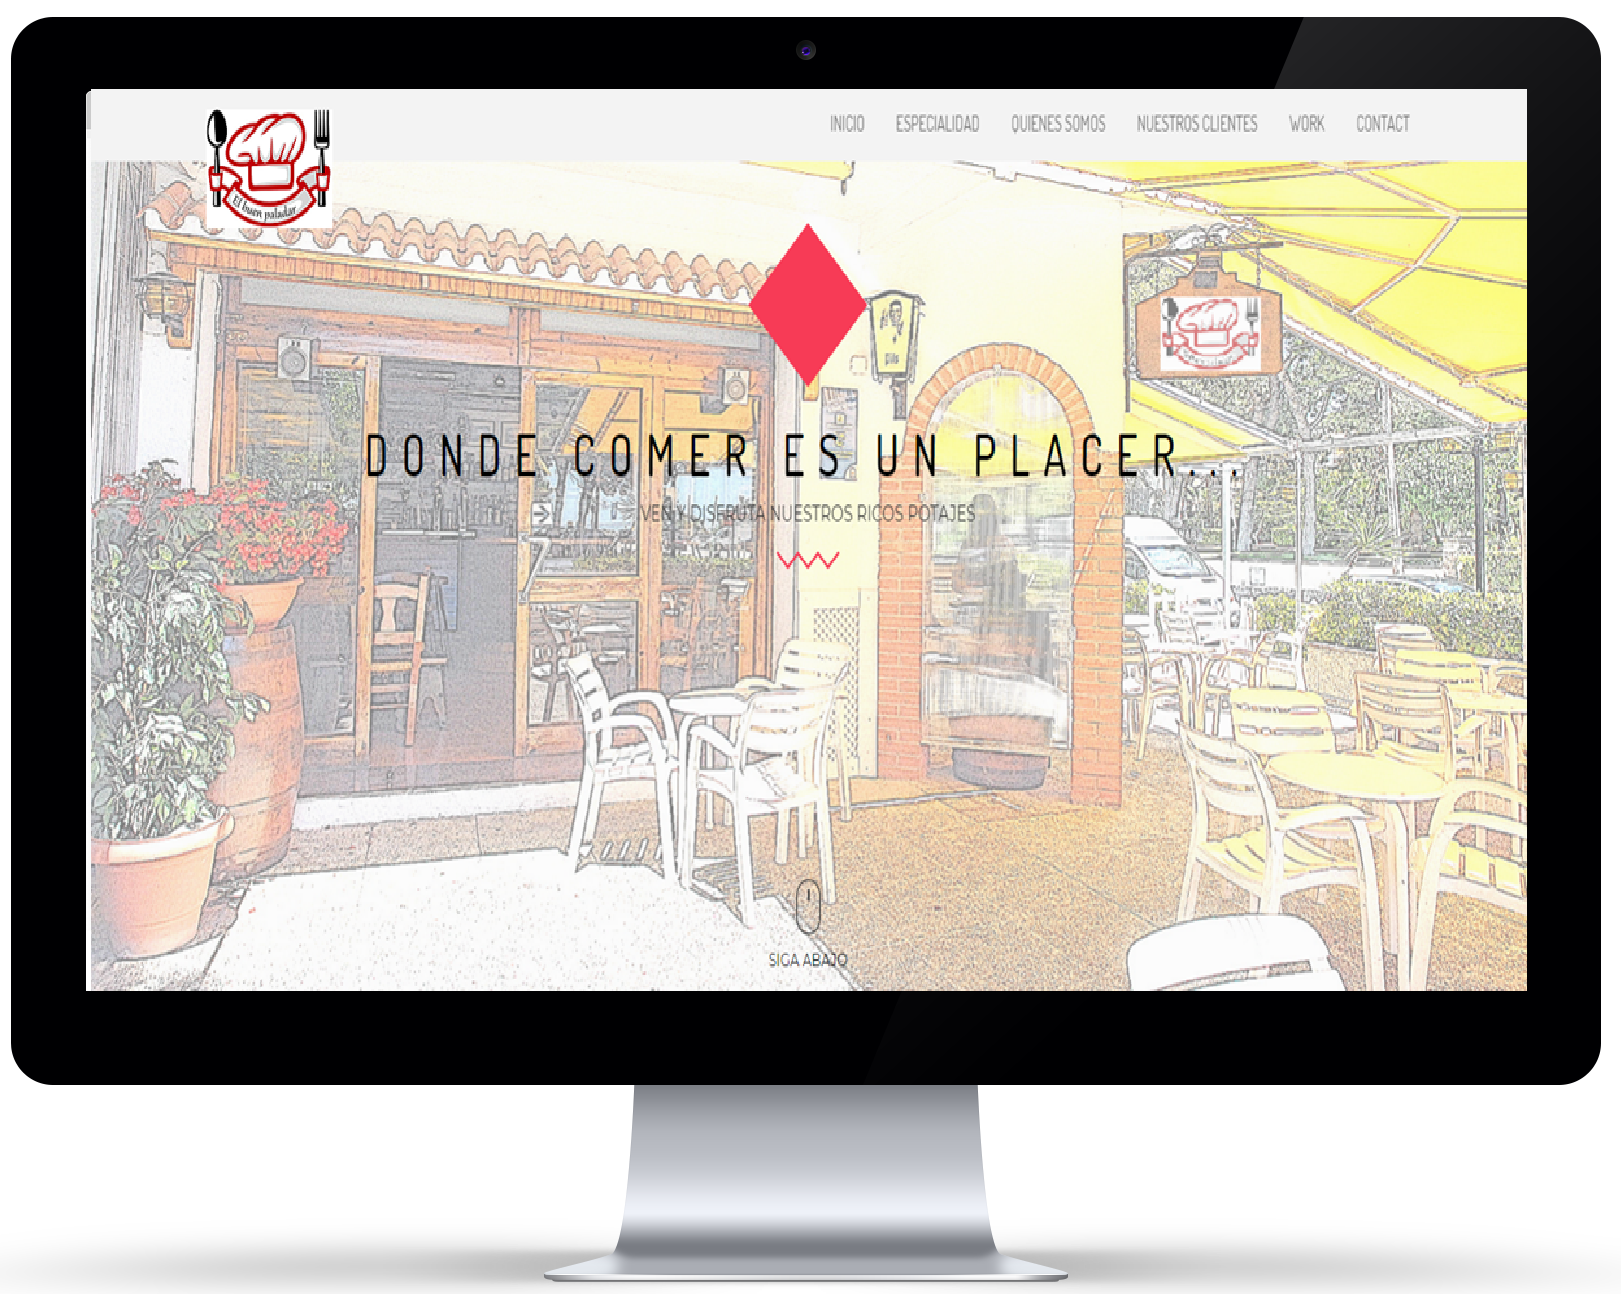 El buen paladar
INICIO ESPECIALIDAD QUIENES SOMOS NUESTROS CLIENTES WORK CONTACT
DONDE COMER ES UN PLACER...
VEN Y DISFRUTA NUESTROS RICOS POTAJES
SIGA ABAJO